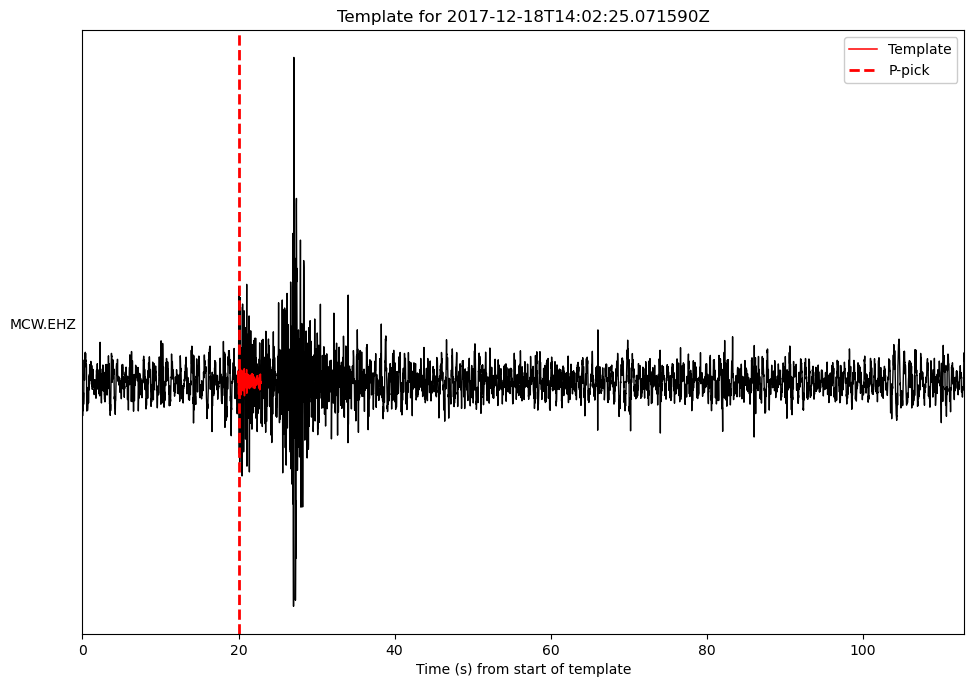 Template for 2017-12-18T14:02:25.071590Z
Template
P-pick
MCW.EHZ
0 20 40 60 80 100
Time (s) from start of template